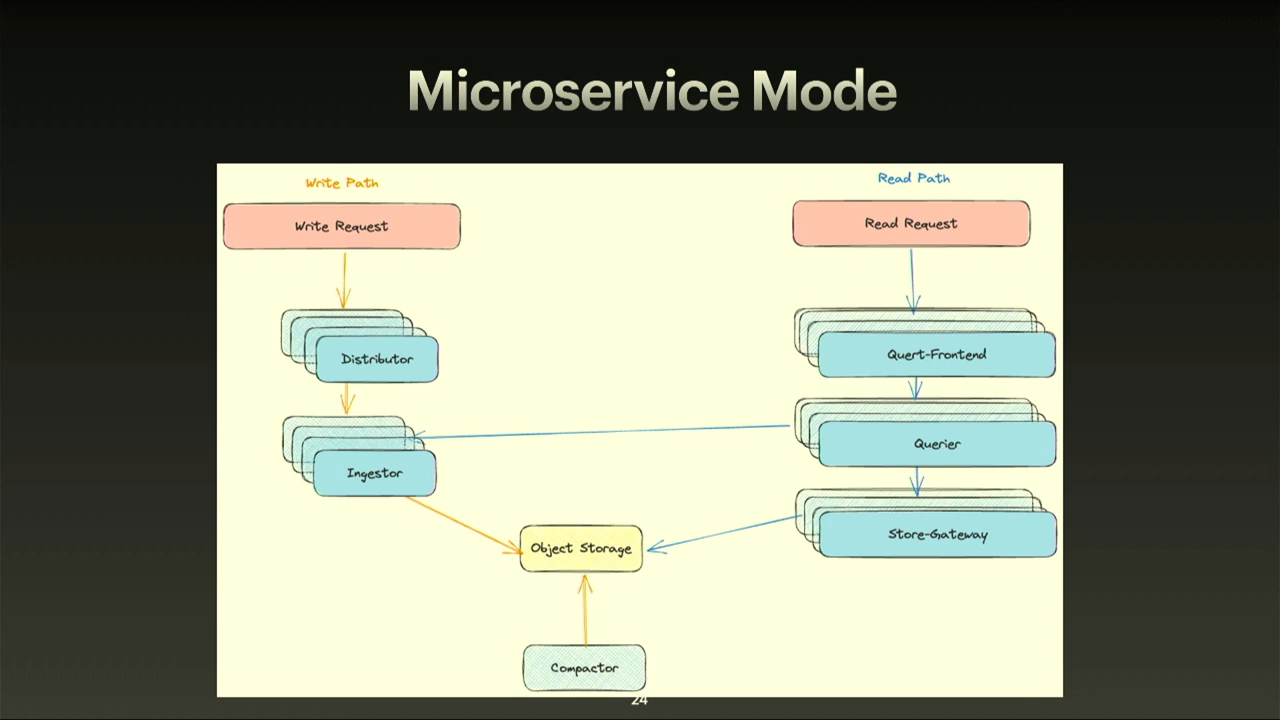 Microservice Mode
Write Path
Read Path
Write Request
Read Request
Distributor
Quert-Frontend
Ingestor
Querier
Object Storage
Store-Gateway
Compactor
24